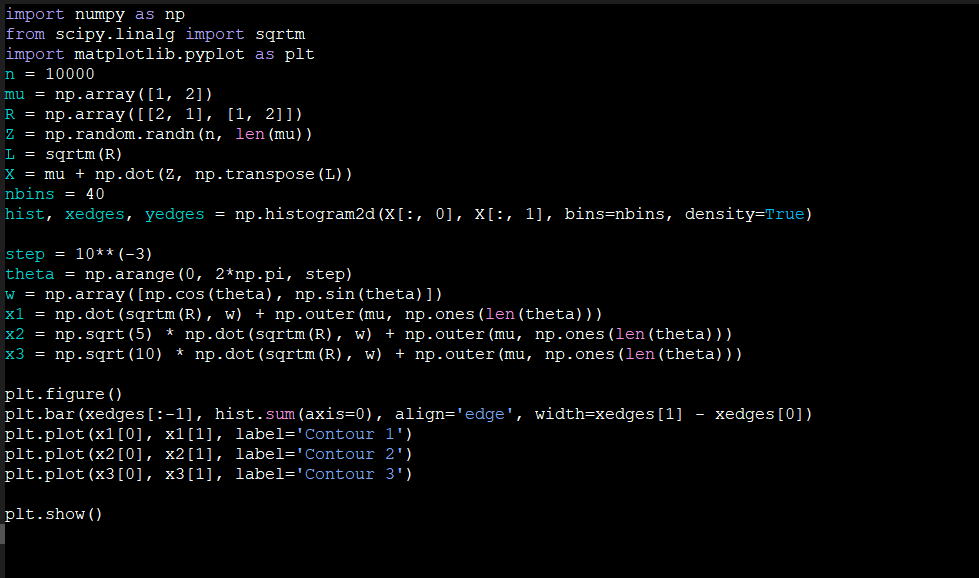 import numpy as np
from scipy.linalg import sqrtm
import matplotlib.pyplot as plt
n = 10000
mu = np.array([1, 2])
R = np.array([[2, 1], [1, 2]])
Z = np.random.randn(n, len(mu))
L = sqrtm(R)
X = mu + np.dot(Z, np.transpose(L))
nbins = 40
hist, xedges, yedges = np.histogram2d(X[:, 0], X[:, 1], bins=nbins, density=True)
step = 10**(-3)
theta = np.arange(0, 2*np.pi, step)
w = np.array([np.cos(theta), np.sin(theta)])
x1 = np.dot(sqrtm(R), w) + np.outer(mu, np.ones(len(theta)))
x2 = np.sqrt(5) * np.dot(sqrtm(R), w) + np.outer(mu, np.ones(len(theta)))
x3 = np.sqrt(10) * np.dot(sqrtm(R), w) + np.outer(mu, np.ones(len(theta)))
plt.figure()
plt.bar(xedges[:-1], hist.sum(axis=0), align='edge', width=xedges[1] - xedges[0])
plt.plot(x1[0], x1[1], label='Contour 1')
plt.plot(x2[0], x2[1], label='Contour 2')
plt.plot(x3[0], x3[1], label='Contour 3')
plt.show()